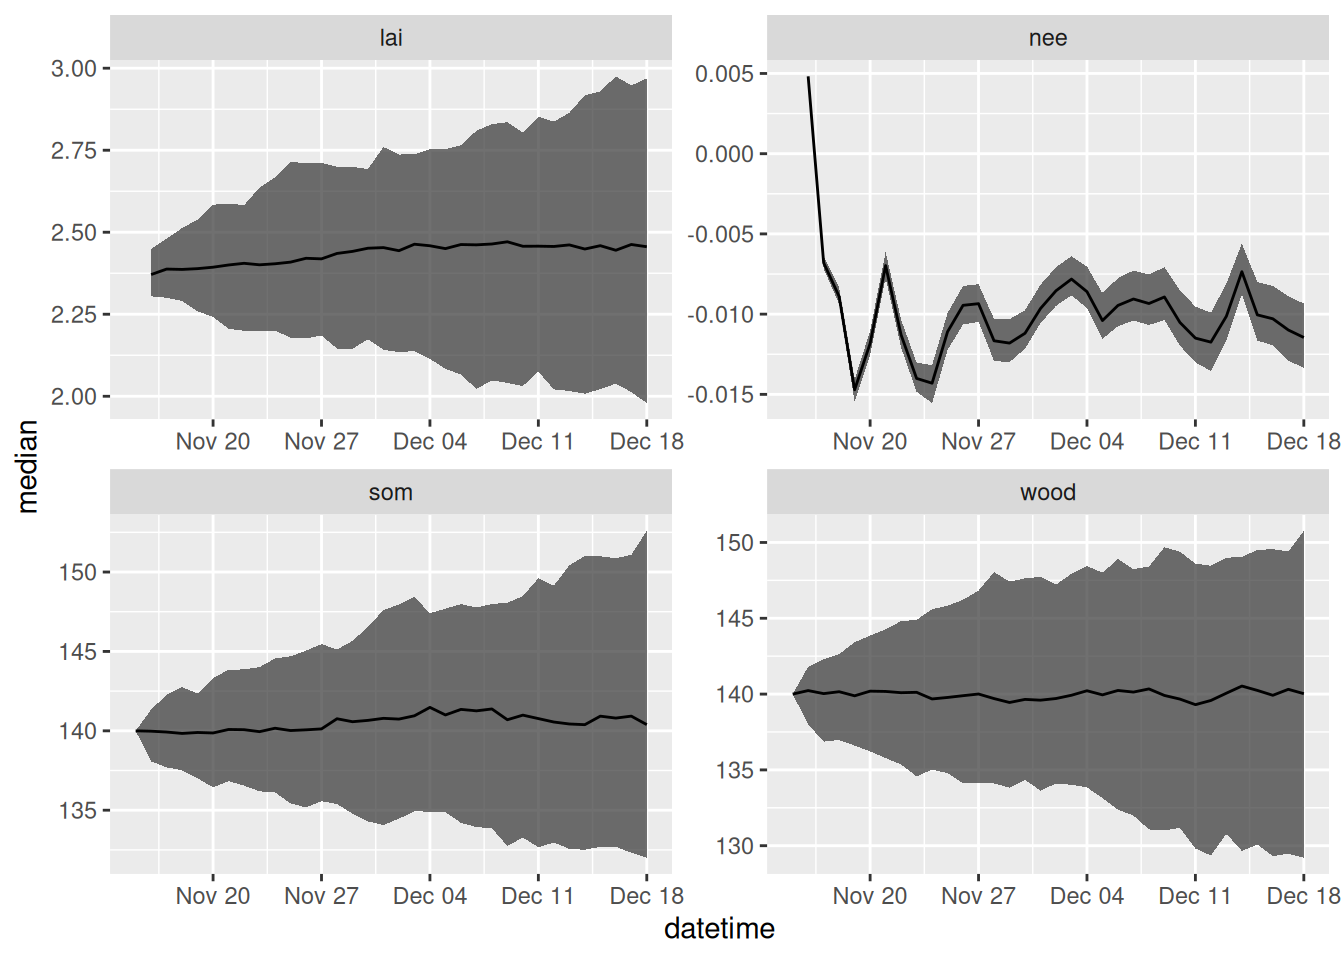 lai
nee
3.00
2.75
2.50
2.25
2.00
0.005
0.000
-0.005
-0.010
-0.015
Nov 20 Nov 27 Dec 04 Dec 11 Dec 18
Nov 20 Nov 27 Dec 04 Dec 11 Dec 18
median
som
wood
150
145
140
135
150
145
140
135
130
Nov 20 Nov 27 Dec 04 Dec 11 Dec 18
Nov 20 Nov 27 Dec 04 Dec 11 Dec 18
datetime